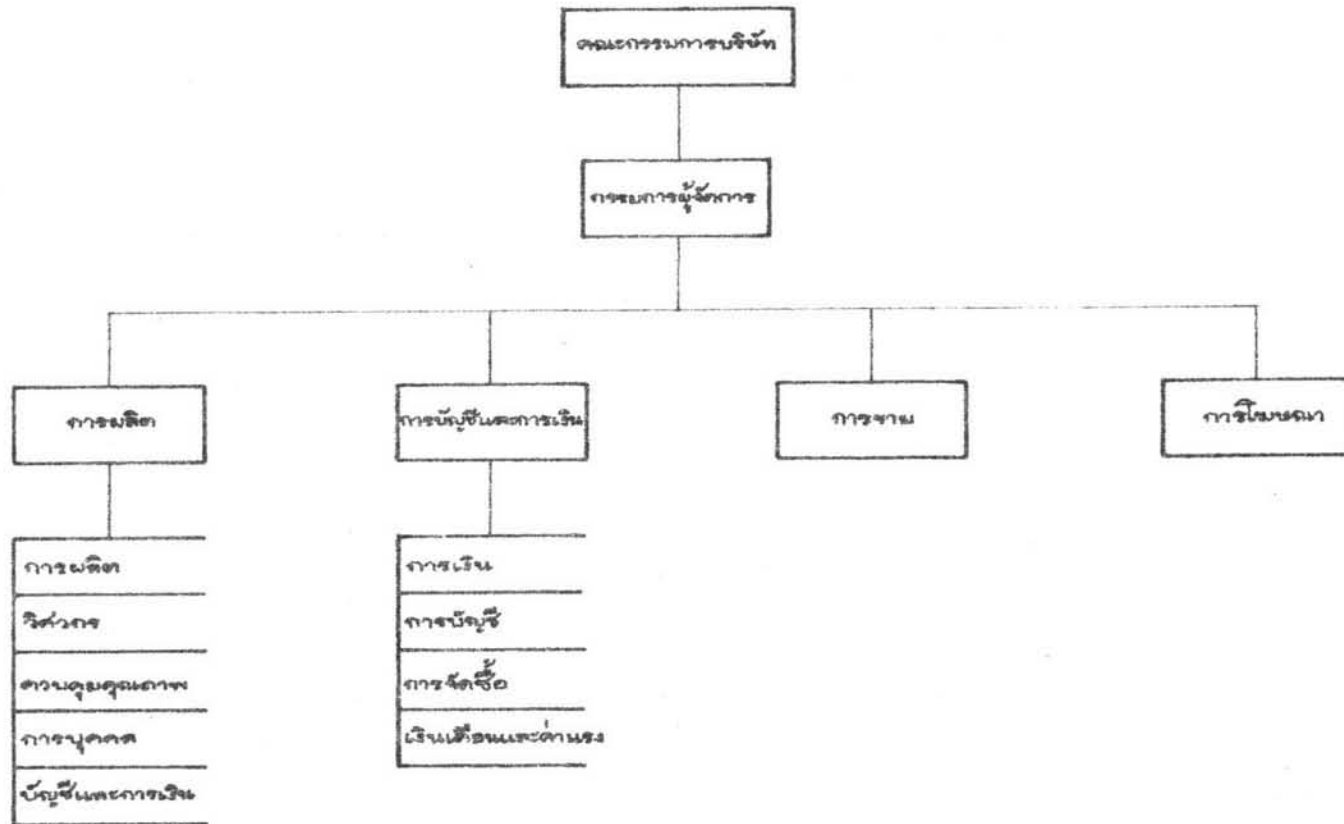 คณะกรรมการบริษัท
กรรมการผู้จัดการ
การผลิต
การบัญชีและการเงิน
การขาย
การโฆษณา
การผลิต
วิศวกร
ควบคุมคุณภาพ
การบุคคล
บัญชีและการเงิน
การเงิน
การบัญชี
การจัดซื้อ
เงินเดือนและค่าแรง